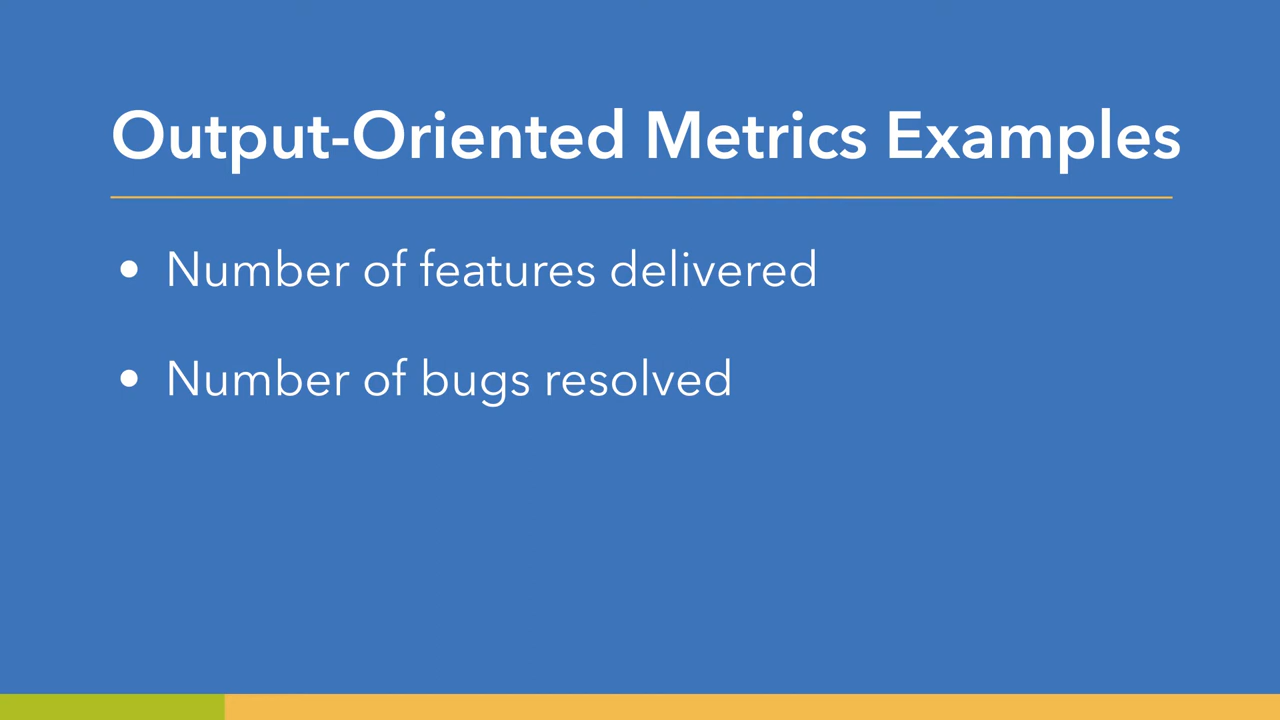 Output-Oriented Metrics Examples
• Number of features delivered
• Number of bugs resolved